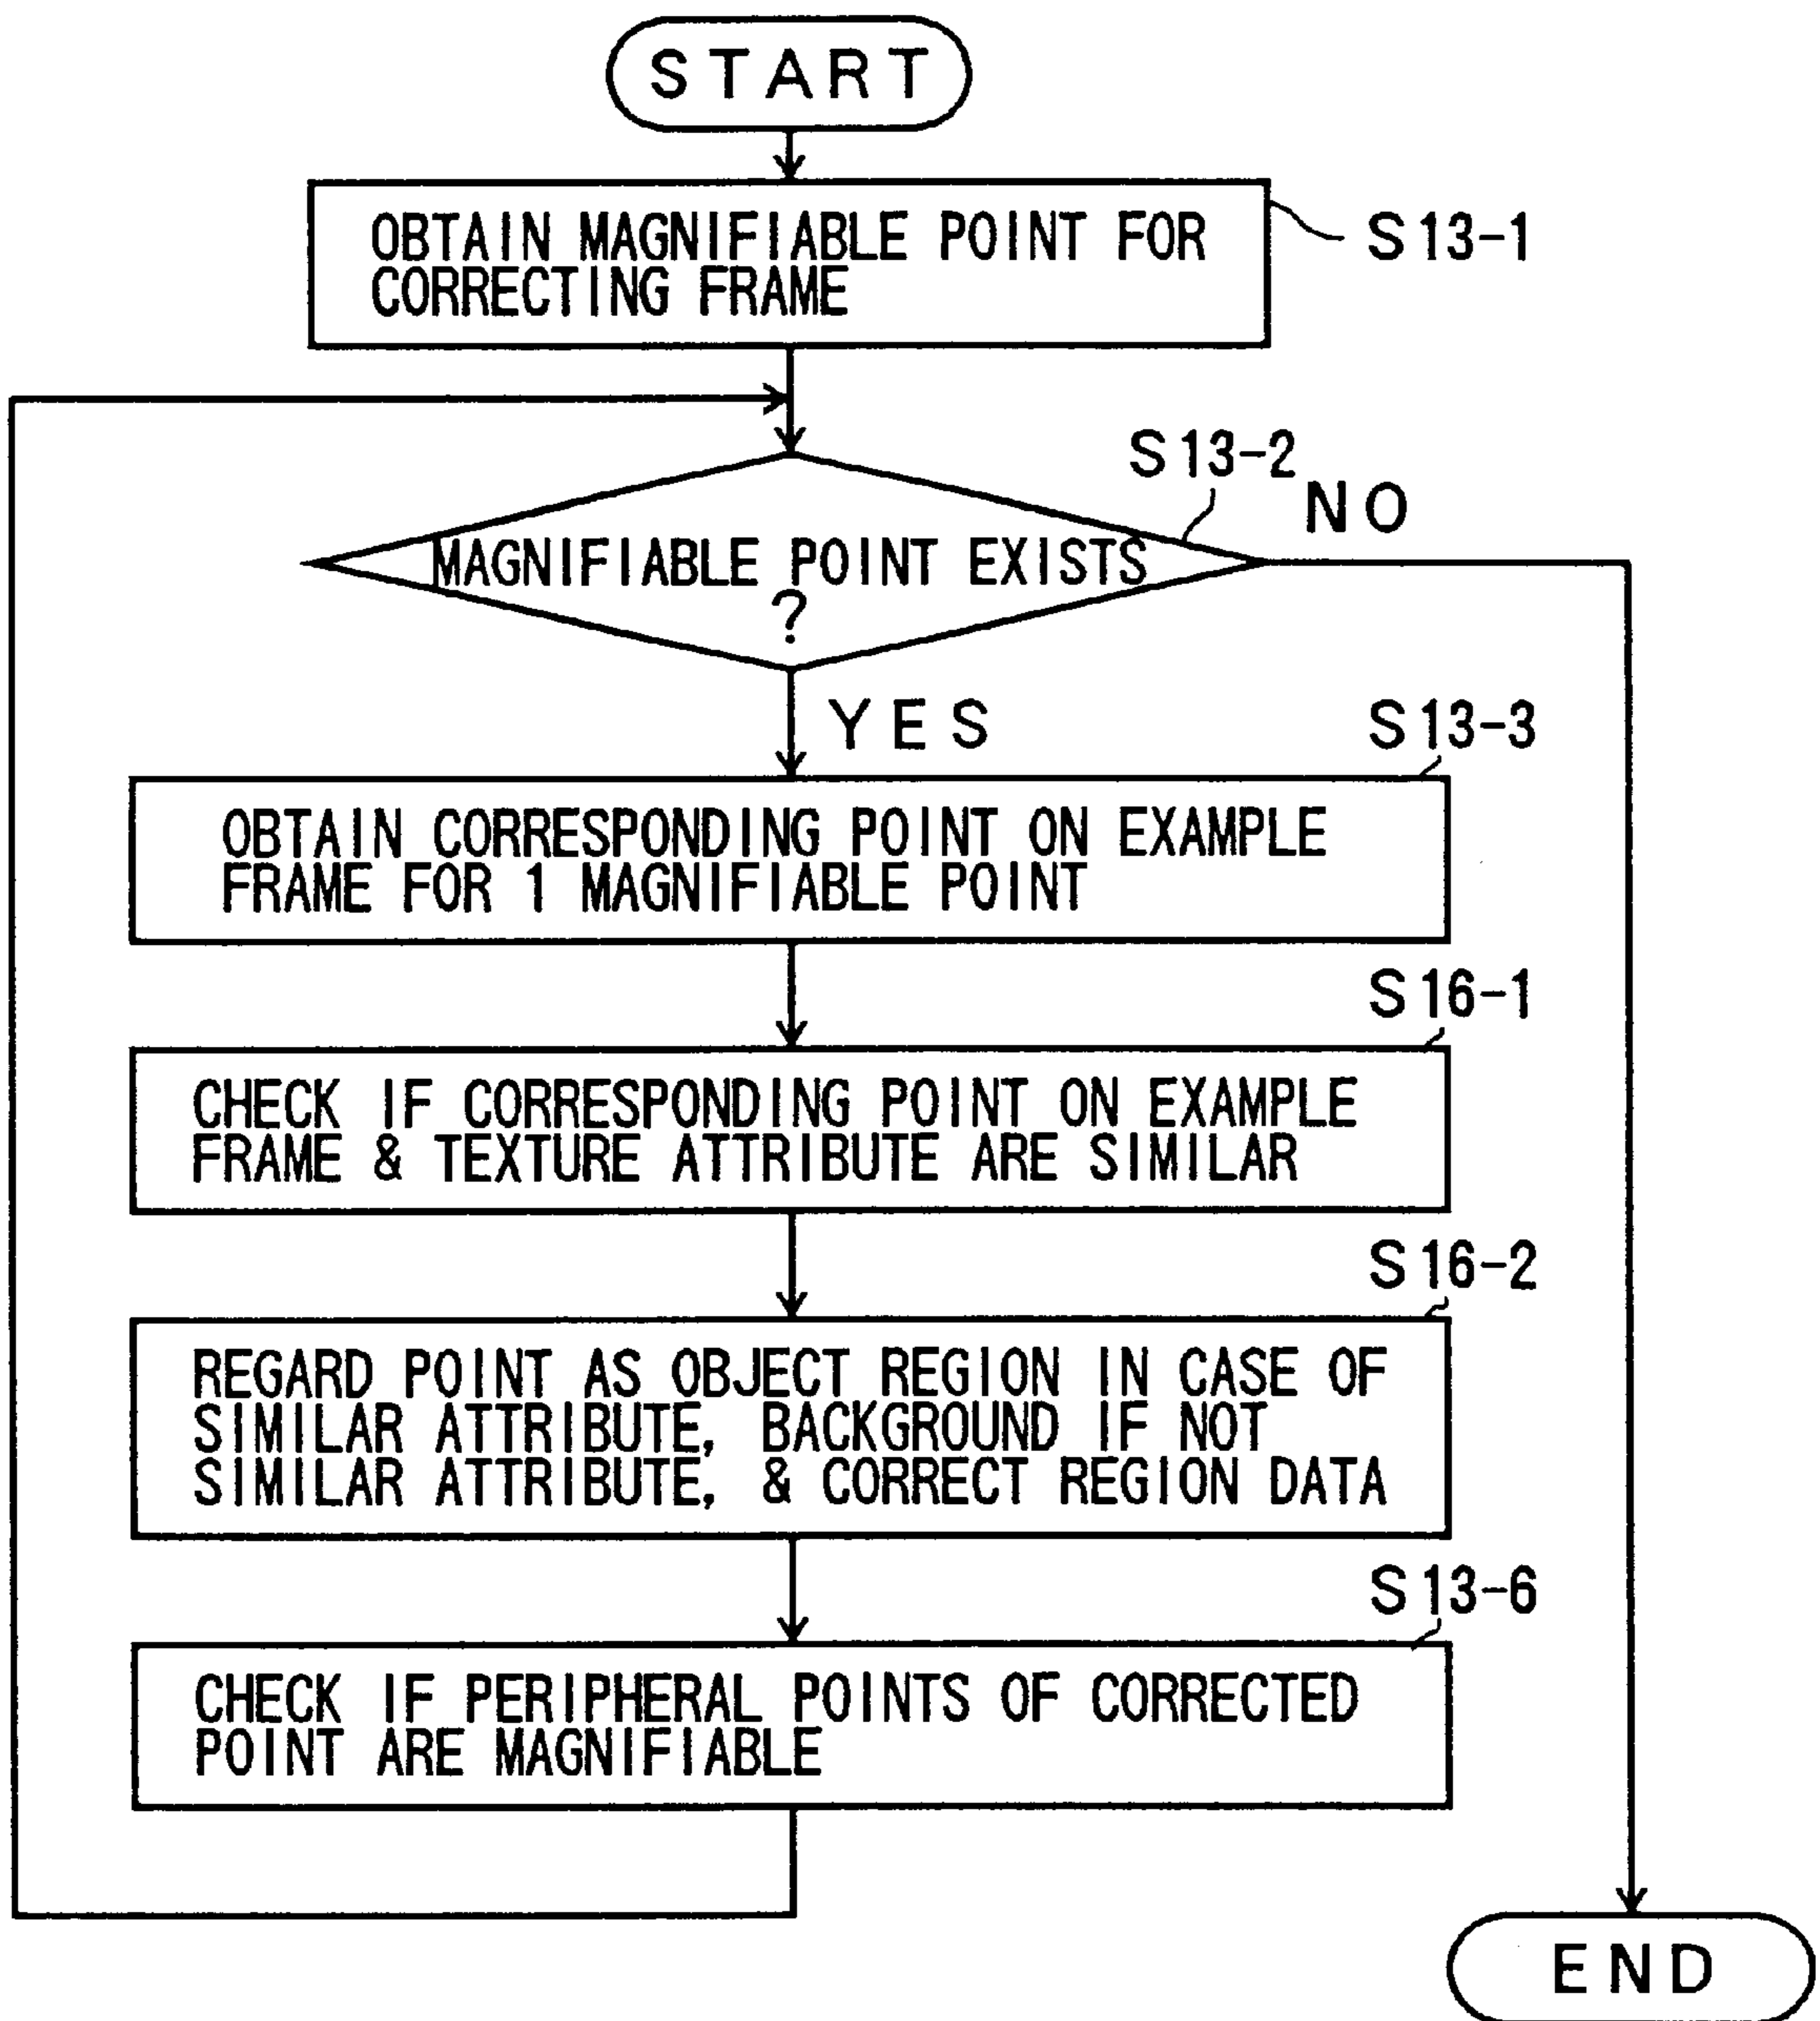 START
OBTAIN MAGNIFIABLE POINT FOR
CORRECTING FRAME
S13-1
S13-2
NO
MAGNIFIABLE POINT EXISTS
?
YES
S13-3
OBTAIN CORRESPONDING POINT ON EXAMPLE
FRAME FOR 1 MAGNIFIABLE POINT
S16-1
CHECK IF CORRESPONDING POINT ON EXAMPLE
FRAME & TEXTURE ATTRIBUTE ARE SIMILAR
S16-2
REGARD POINT AS OBJECT REGION IN CASE OF
SIMILAR ATTRIBUTE, BACKGROUND IF NOT
SIMILAR ATTRIBUTE, & CORRECT REGION DATA
S13-6
CHECK IF PERIPHERAL POINTS OF CORRECTED
POINT ARE MAGNIFIABLE
END